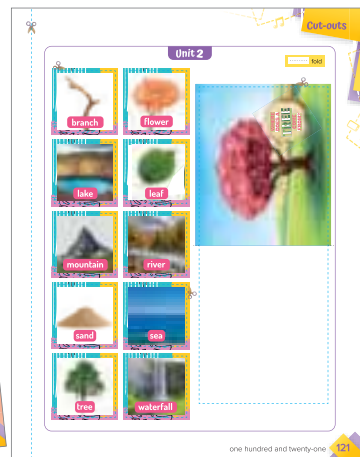 Cut-outs
Unit 2
fold
branch
flower
lake
leaf
mountain
river
sand
sea
tree
waterfall
one hundred and twenty-one 121